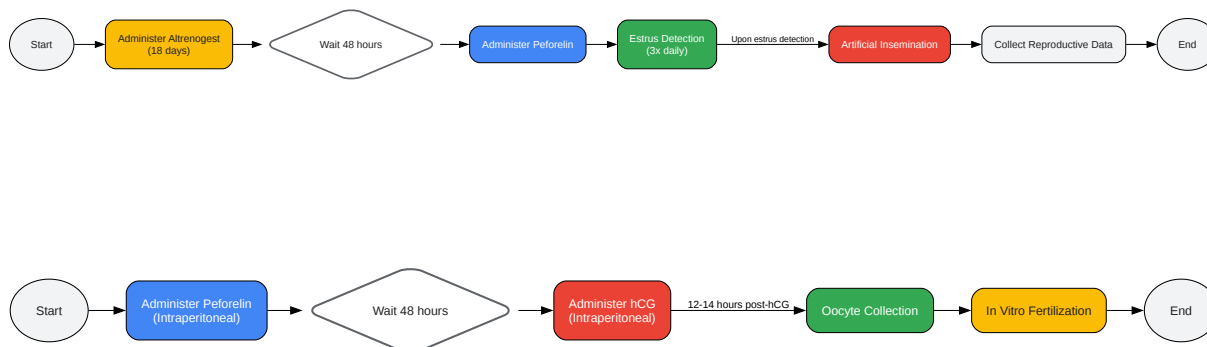 Start
Administer Altrenogest
(18 days)
Wait 48 hours
Administer Peforelin
Estrus Detection
(3x daily)
Upon estrus detection
Artificial Insemination
Collect Reproductive Data
End
Start
Administer Peforelin
(Intraperitoneal)
Wait 48 hours
Administer hCG
(Intraperitoneal)
12-14 hours post-hCG
Oocyte Collection
In Vitro Fertilization
End